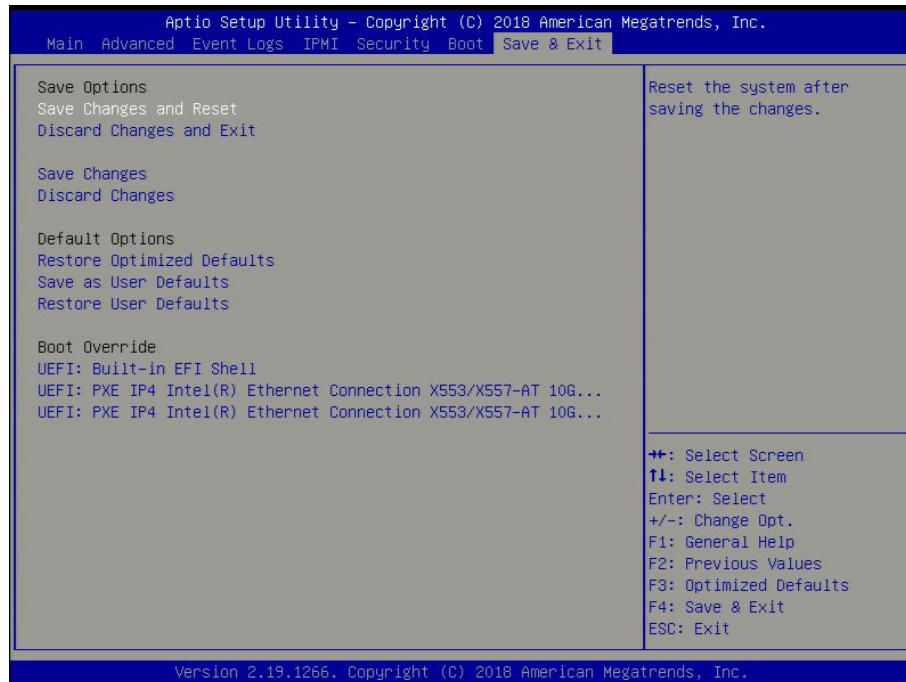 Aptio Setup Utility – Copyright (C) 2018 American Megatrends, Inc.
Main Advanced Event Logs IPMI Security Boot Save & Exit
Save Options
Save Changes and Reset
Discard Changes and Exit
Save Changes
Discard Changes
Default Options
Restore Optimized Defaults
Save as User Defaults
Restore User Defaults
Boot Override
UEFI: Built-in EFI Shell
UEFI: PXE IP4 Intel(R) Ethernet Connection X553/X557-AT 10G...
UEFI: PXE IP4 Intel(R) Ethernet Connection X553/X557-AT 10G...
Reset the system after
saving the changes.
→←: Select Screen
↑↓: Select Item
Enter: Select
+/-: Change Opt.
F1: General Help
F2: Previous Values
F3: Optimized Defaults
F4: Save & Exit
ESC: Exit
Version 2.19.1266. Copyright (C) 2018 American Megatrends, Inc.